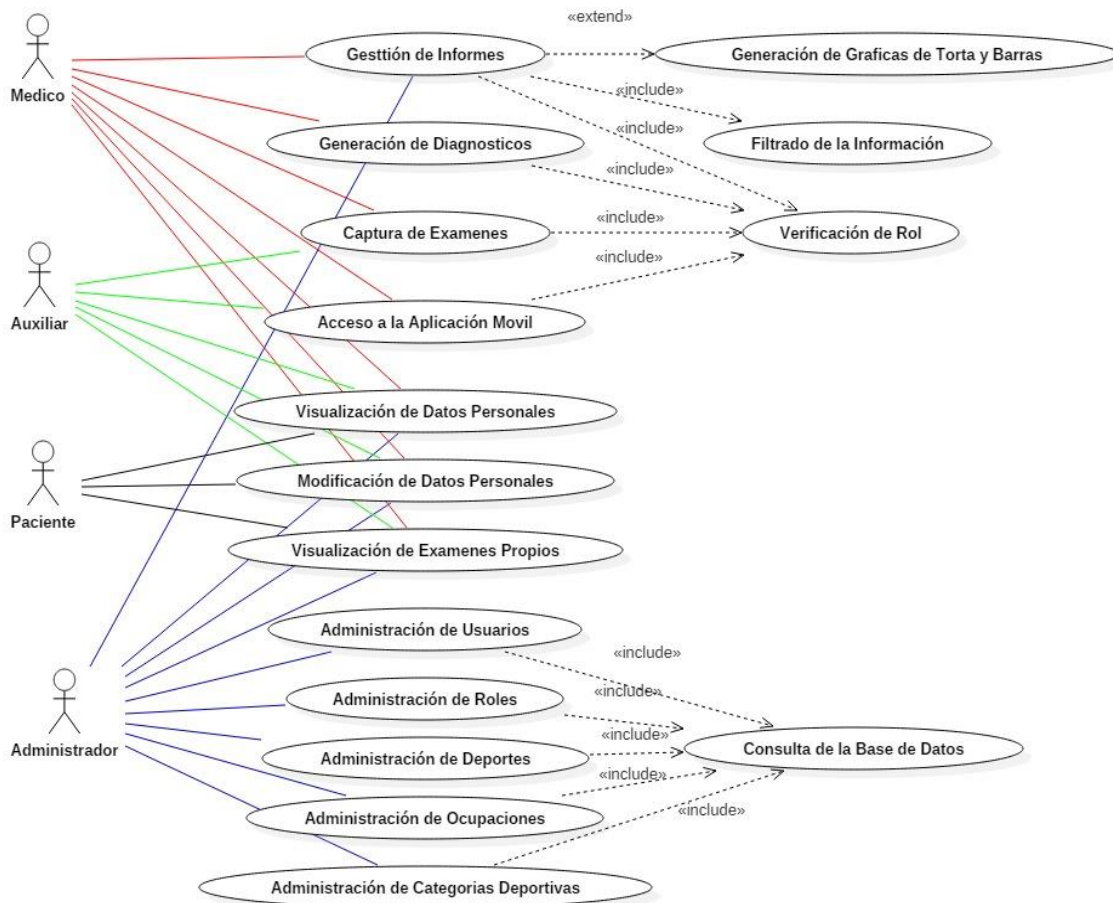 «extend»
Gesttión de Informes
Generación de Graficas de Torta y Barras
Medico
«include»
«include»
Generación de Diagnosticos
Filtrado de la Información
«include»
«include»
Captura de Examenes
Verificación de Rol
«include»
Auxiliar
Acceso a la Aplicación Movil
Visualización de Datos Personales
Modificación de Datos Personales
Paciente
Visualización de Examenes Propios
Administración de Usuarios
«include»
Administración de Roles
«include»
Administrador
«include»
Administración de Deportes
Consulta de la Base de Datos
«include»
Administración de Ocupaciones
«include»
Administración de Categorias Deportivas